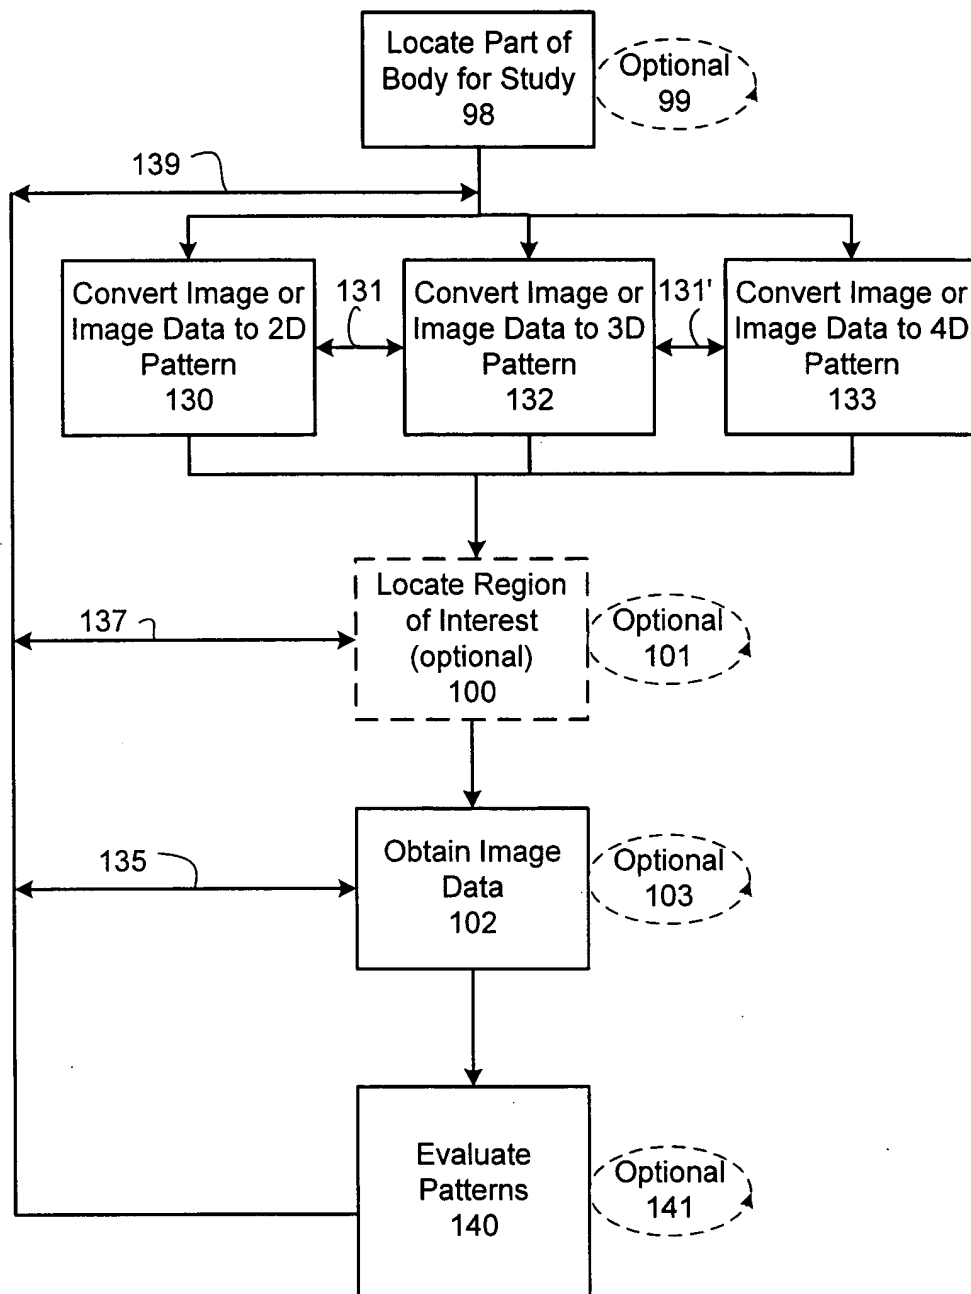 Locate Part of
Body for Study
98
Optional
99
139
Convert Image or
Image Data to 2D
Pattern
130
131
Convert Image or
Image Data to 3D
Pattern
132
131'
Convert Image or
Image Data to 4D
Pattern
133
Locate Region
of Interest
(optional)
100
Optional
101
137
Obtain Image
Data
102
Optional
103
135
Evaluate
Patterns
140
Optional
141